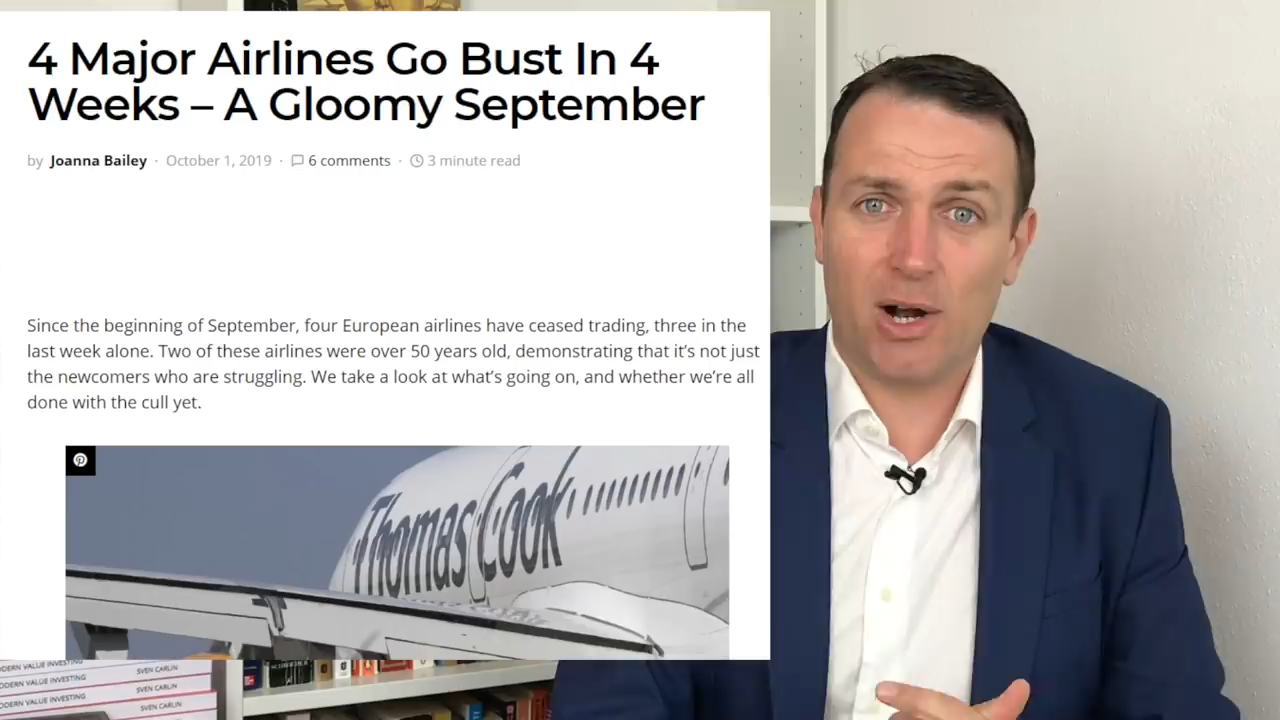 4 Major Airlines Go Bust In 4
Weeks – A Gloomy September
by Joanna Bailey · October 1, 2019 · 6 comments · 3 minute read
Since the beginning of September, four European airlines have ceased trading, three in the
last week alone. Two of these airlines were over 50 years old, demonstrating that it’s not just
the newcomers who are struggling. We take a look at what’s going on, and whether we’re all
done with the cull yet.
Thomas Cook
MODERN VALUE INVESTING SVEN CARLIN
MODERN VALUE INVESTING SVEN CARLIN
MODERN VALUE INVESTING SVEN CARLIN